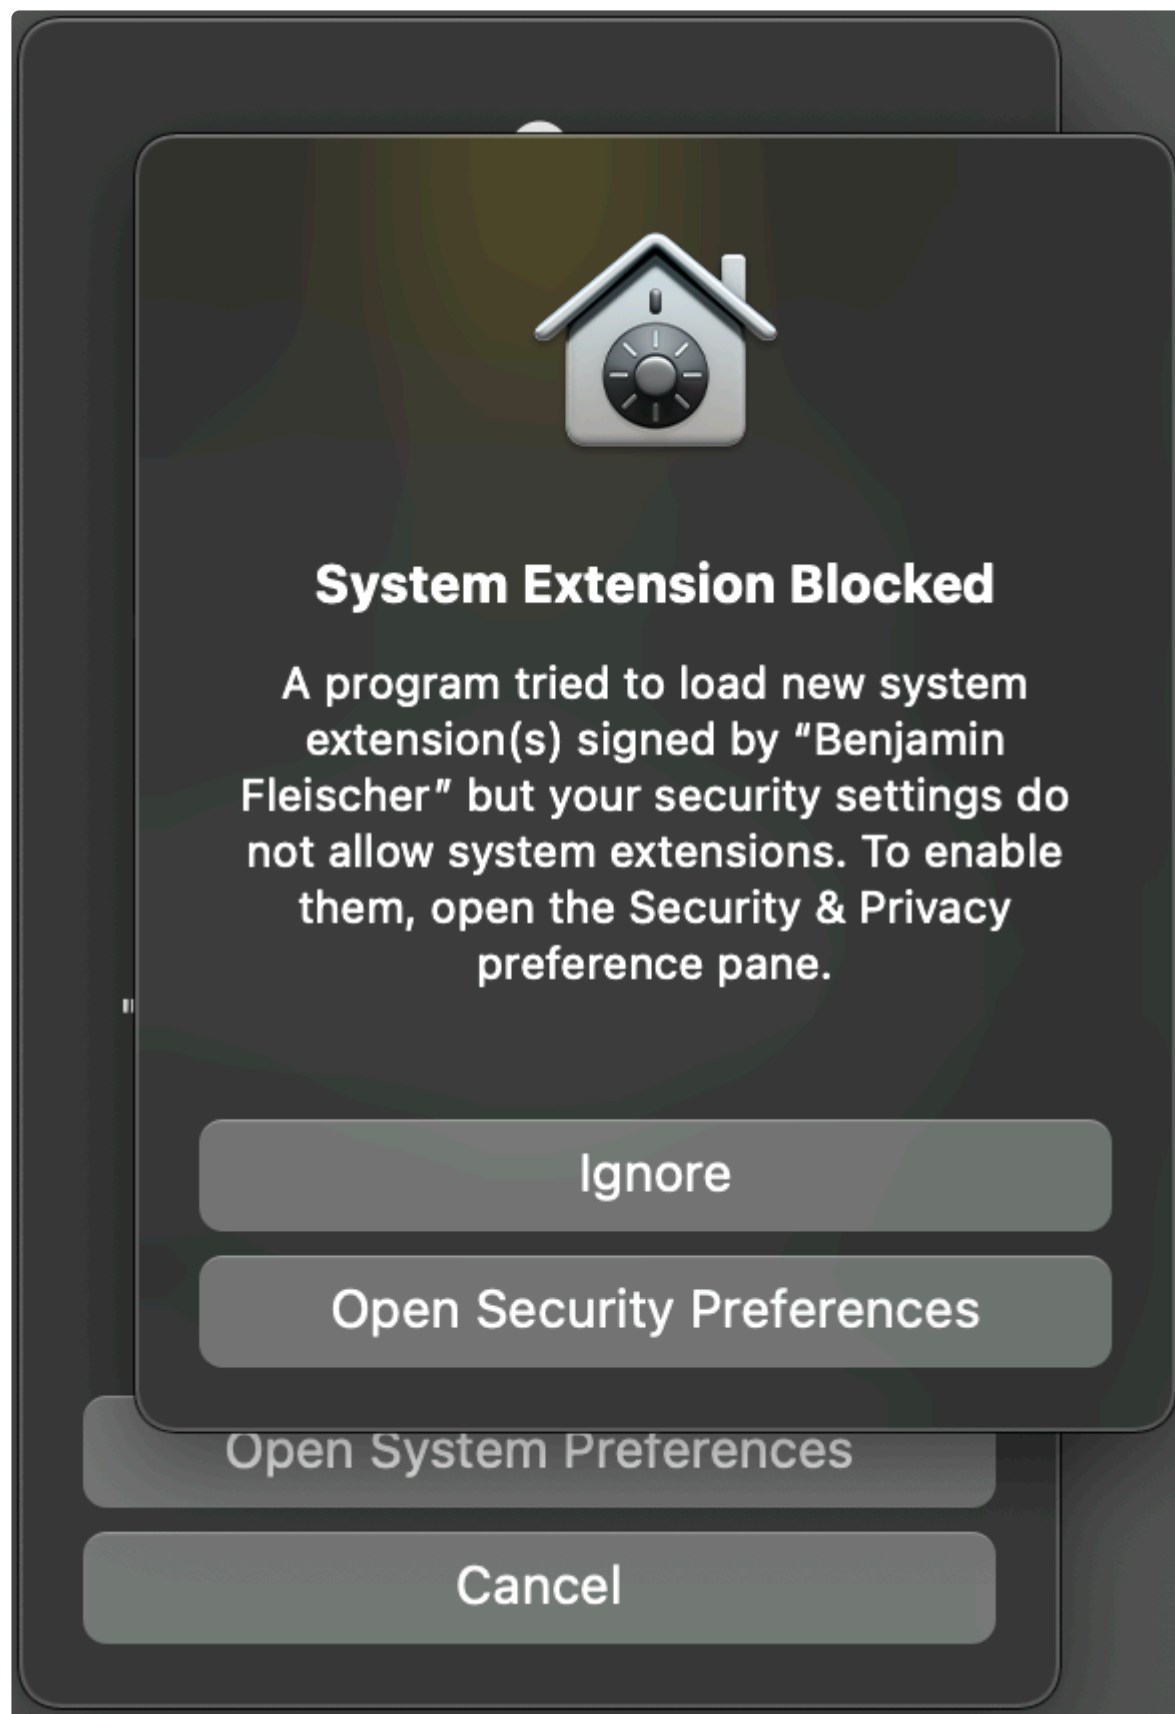 System Extension Blocked
A program tried to load new system
extension(s) signed by “Benjamin
Fleischer” but your security settings do
not allow system extensions. To enable
them, open the Security & Privacy
preference pane.
"
Ignore
Open Security Preferences
Open System Preferences
Cancel